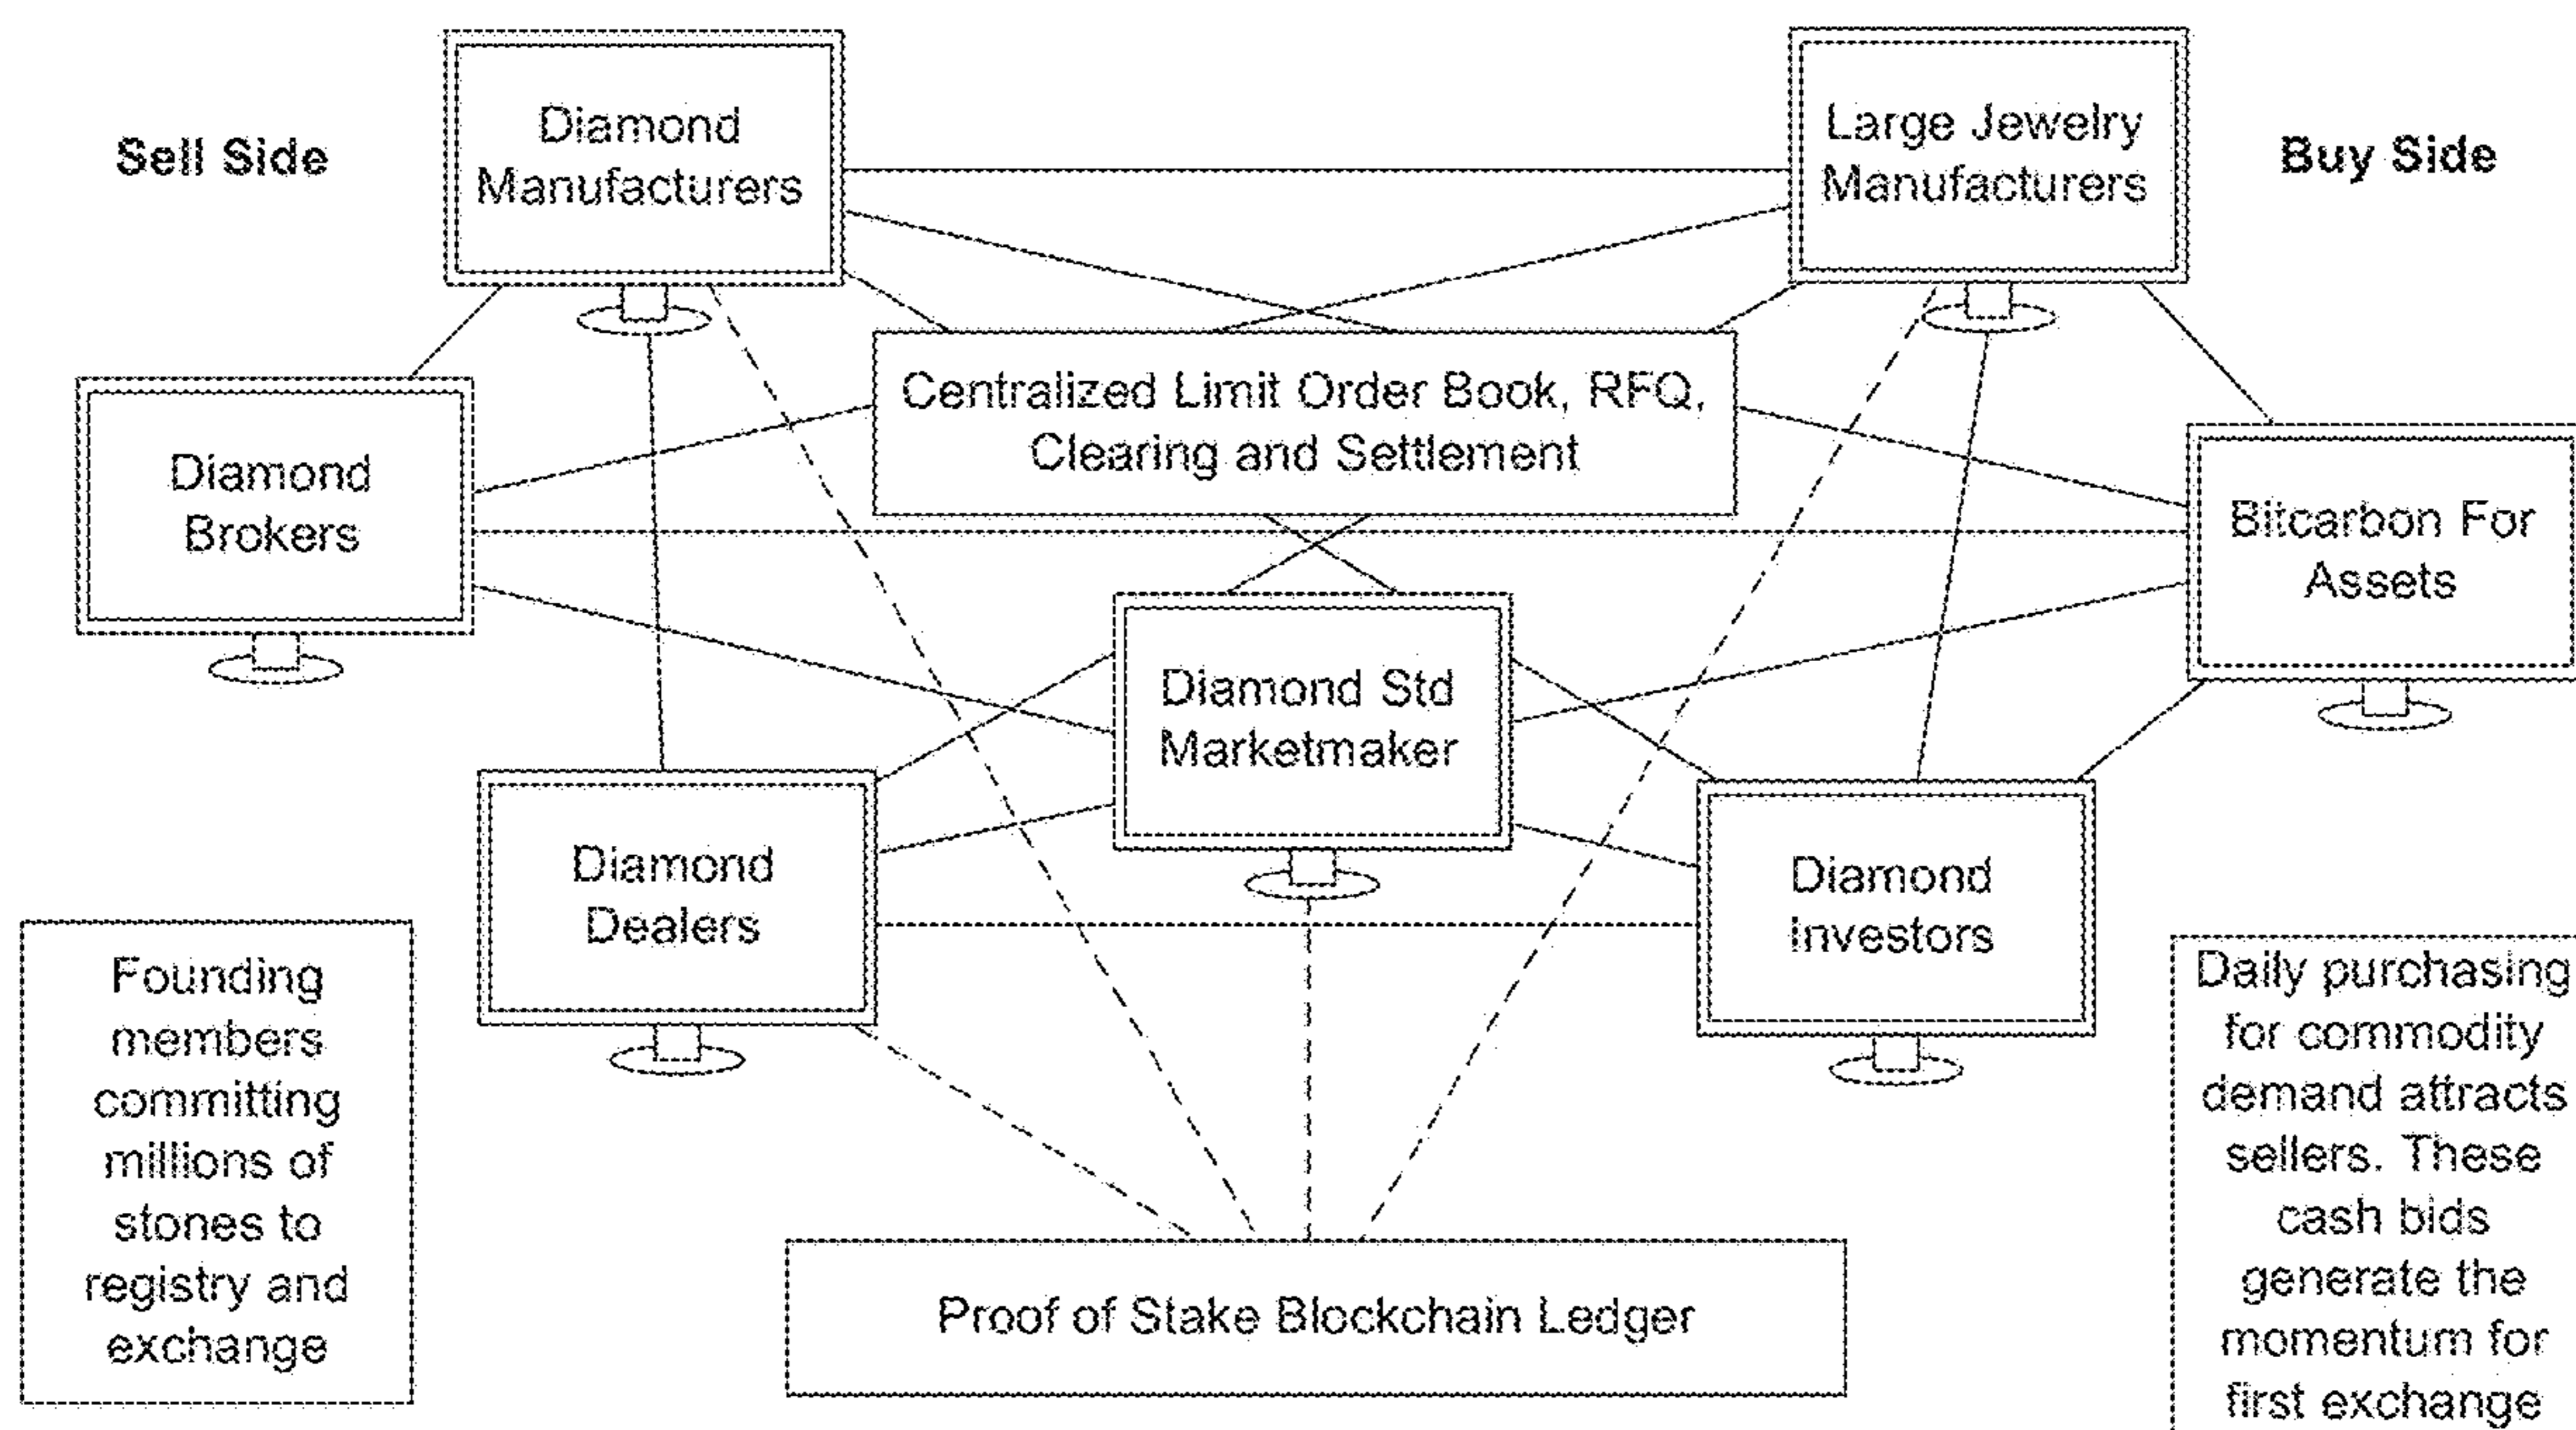 Sell Side
Diamond
Manufacturers
Large Jewelry
Manufacturers
Buy Side
Centralized Limit Order Book, RFQ,
Clearing and Settlement
Diamond
Brokers
Bitcarbon For
Assets
Diamond Std
Marketmaker
Diamond
Dealers
Diamond
Investors
Founding
members
committing
millions of
stones to
registry and
exchange
Daily purchasing
for commodity
demand attracts
sellers. These
cash bids
generate the
momentum for
first exchange
Proof of Stake Blockchain Ledger